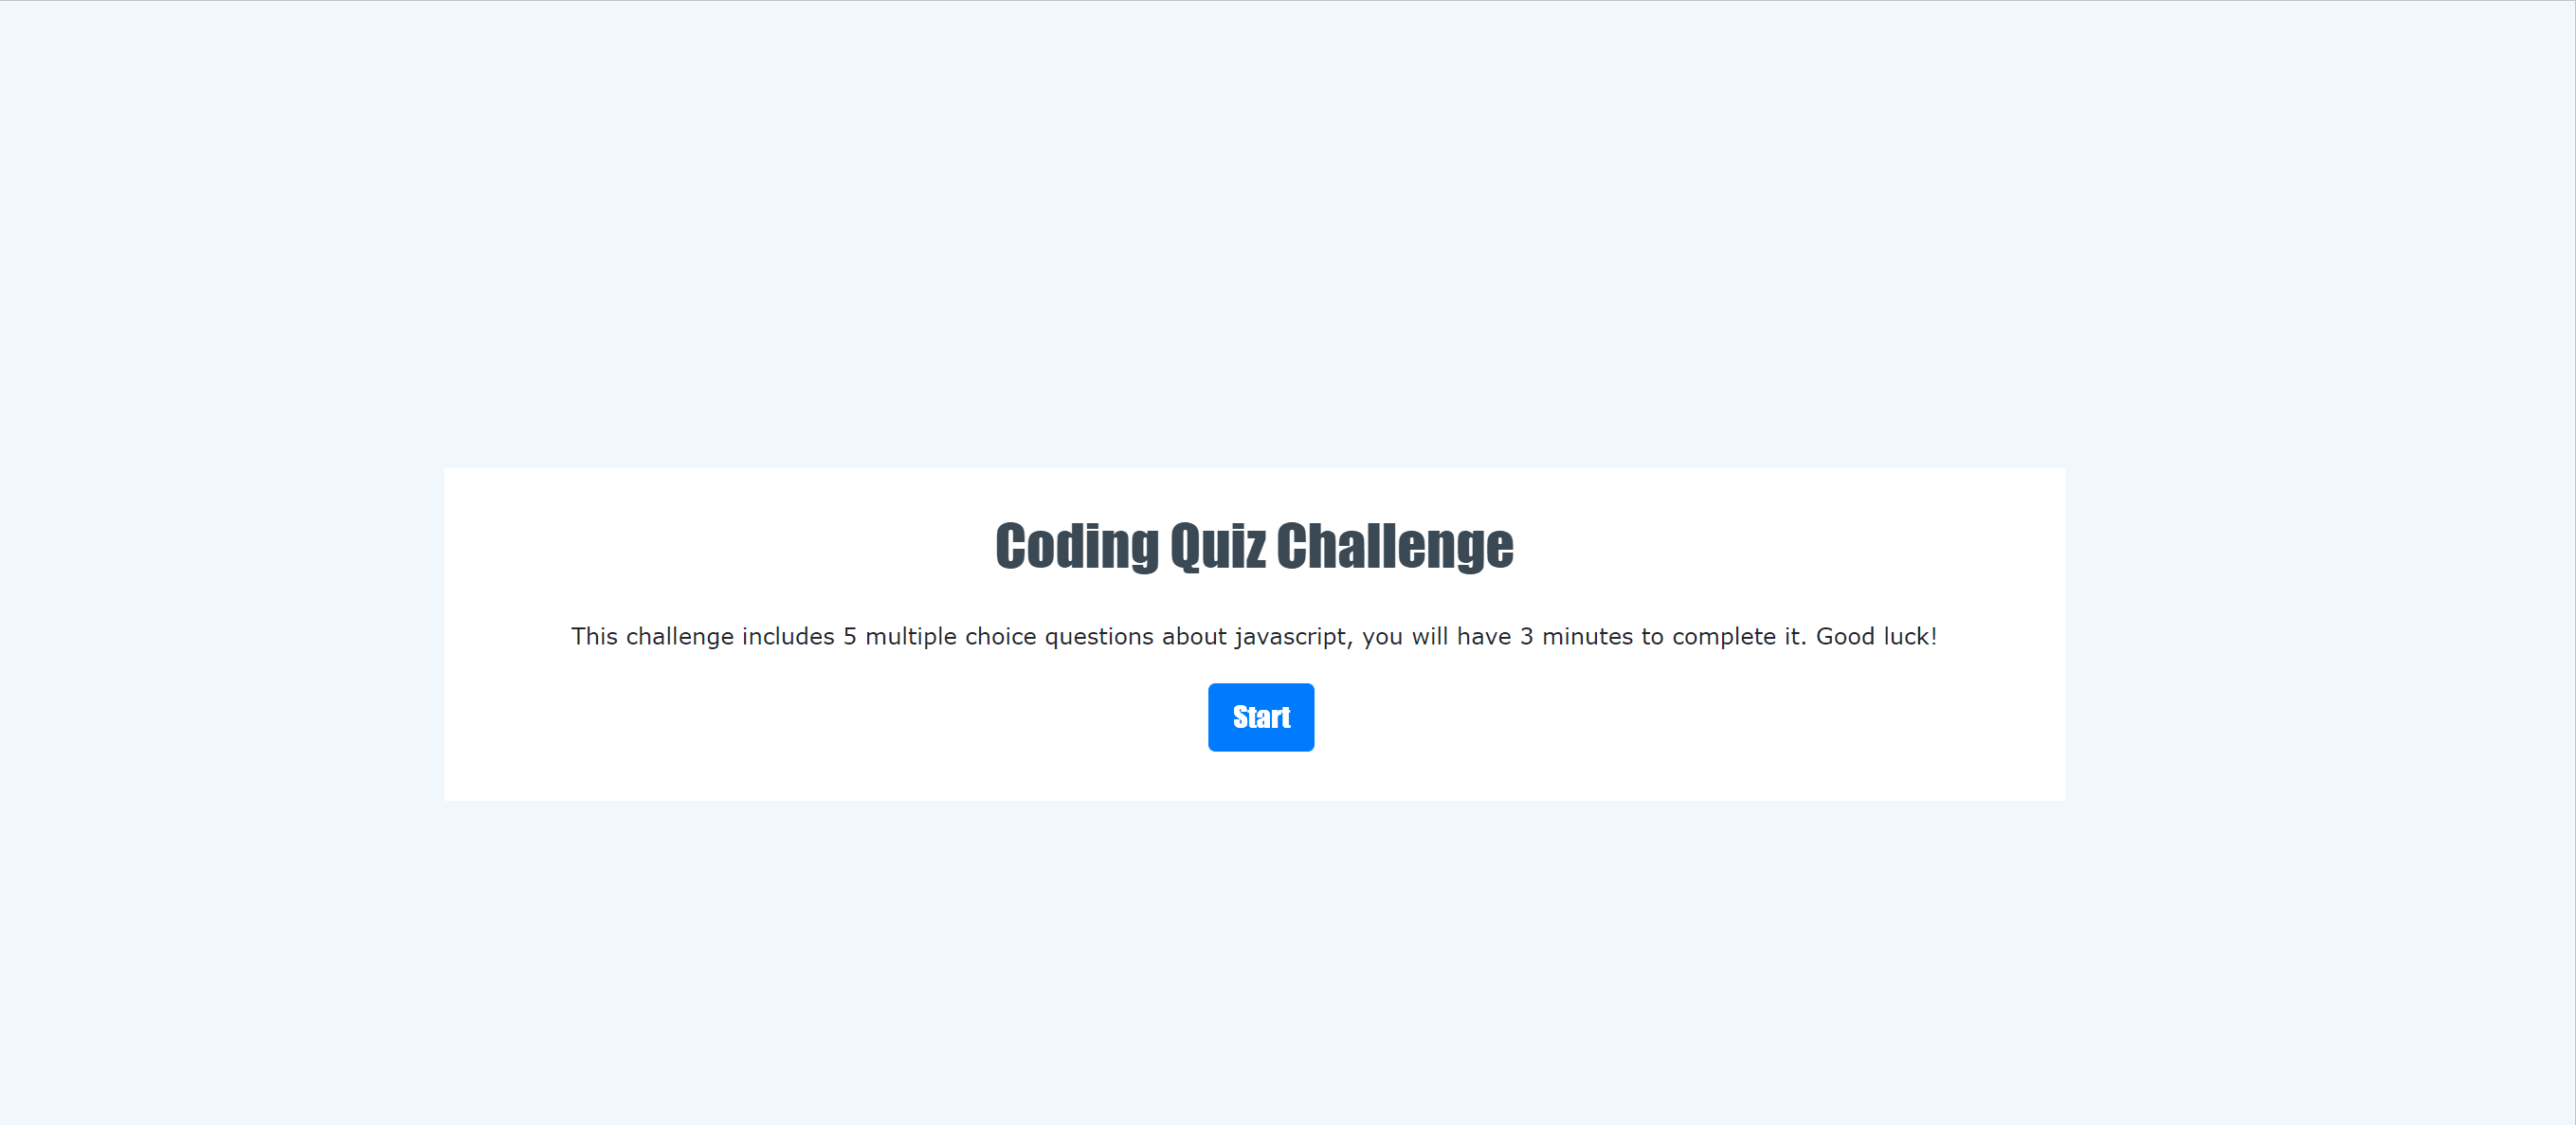 Coding Quiz Challenge
This challenge includes 5 multiple choice questions about javascript, you will have 3 minutes to complete it. Good luck!
Start